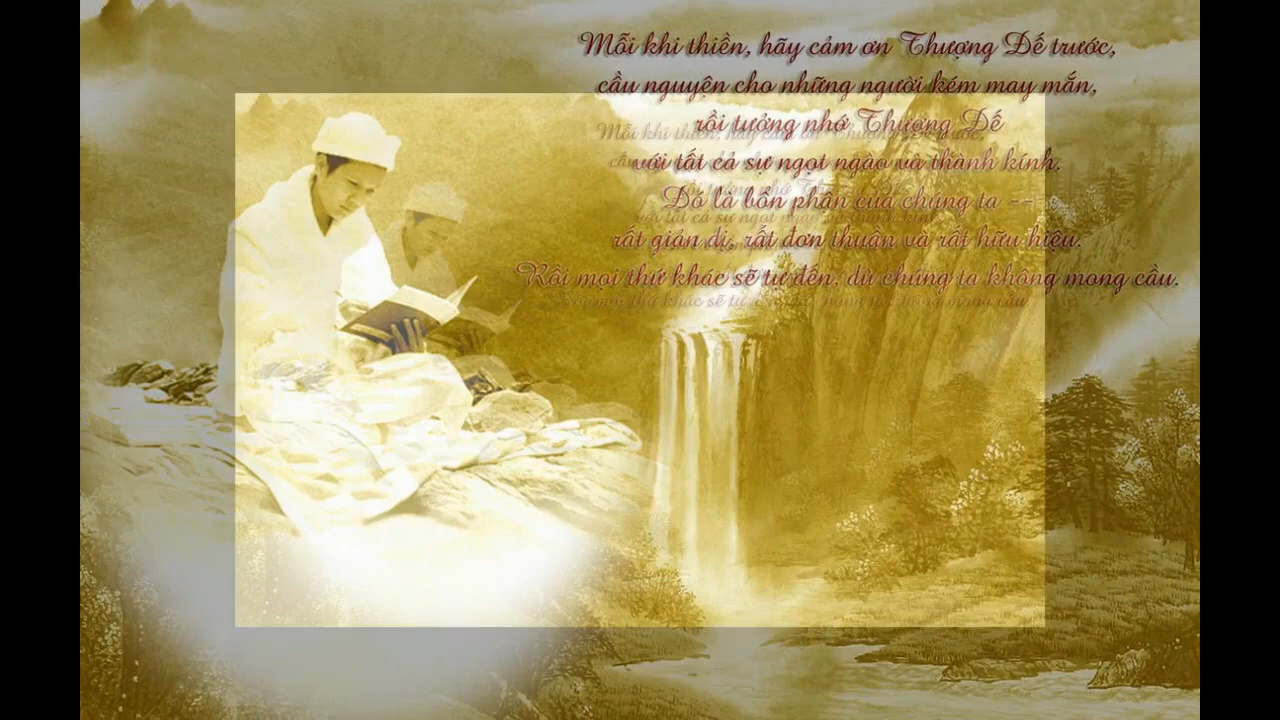 Mỗi khi thiền, hãy cảm ơn Thượng Đế trước,
cầu nguyện cho những người kém may mắn,
rồi tưởng nhớ Thượng Đế
với tất cả sự ngọt ngào và thành kính.
Đó là bổn phận của chúng ta --
rất giản dị, rất đơn thuần và rất hữu hiệu.
Rồi mọi thứ khác sẽ tự đến, dù chúng ta không mong cầu.